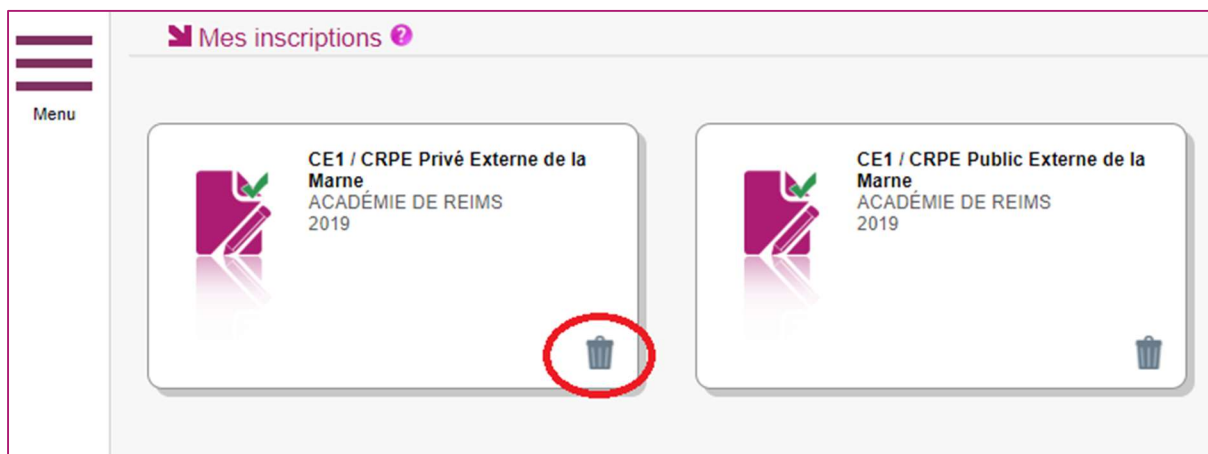 Mes inscriptions ?
Menu
CE1 / CRPE Privé Externe de la
Marne
ACADÉMIE DE REIMS
2019
CE1 / CRPE Public Externe de la
Marne
ACADÉMIE DE REIMS
2019